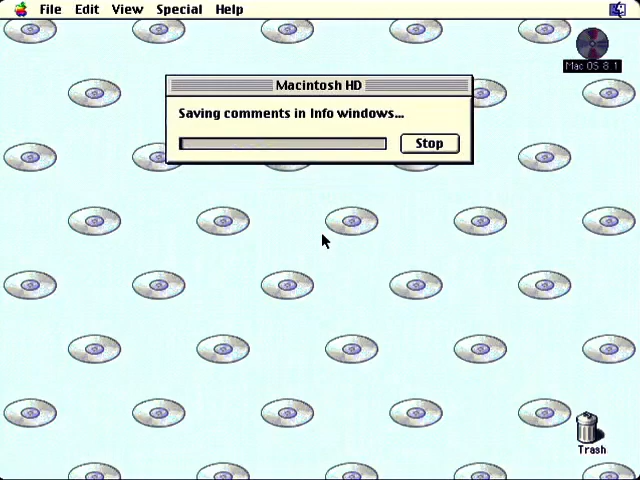 File Edit View Special Help
Mac OS 8.1
Macintosh HD
Saving comments in Info windows...
Stop
Trash